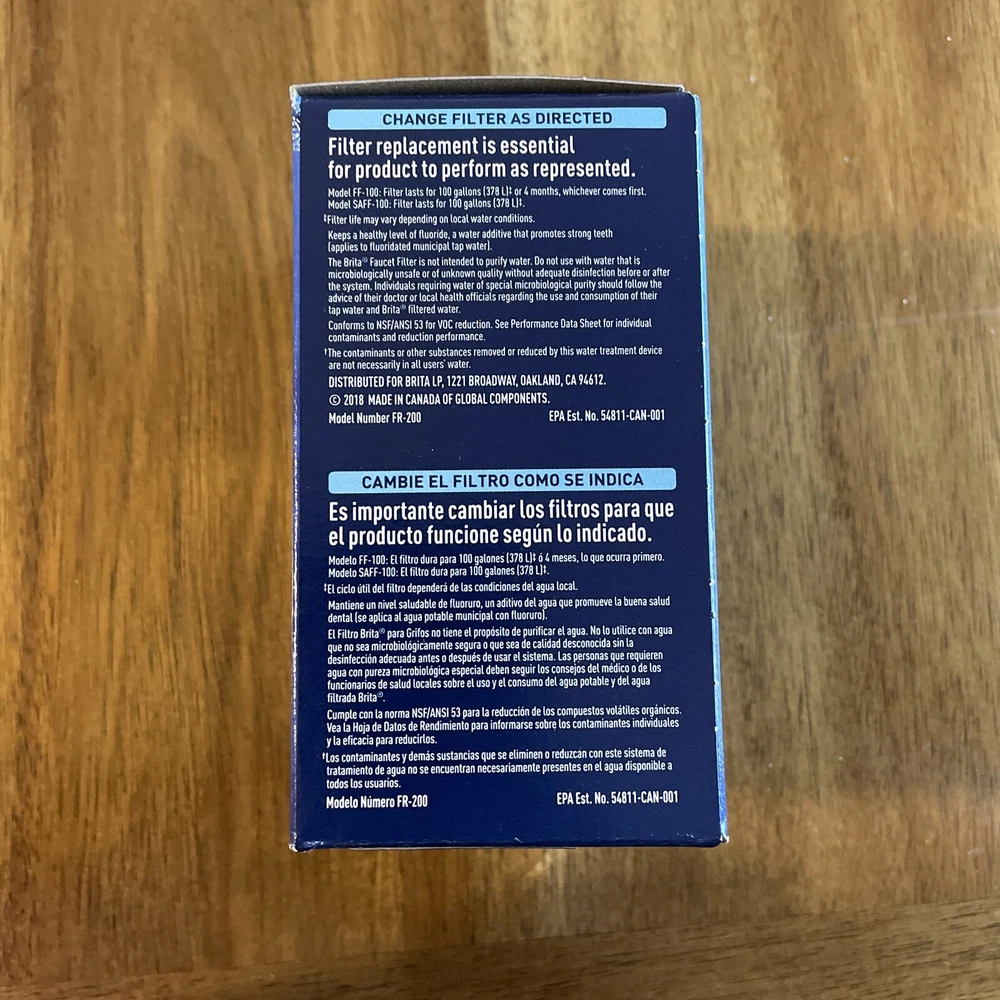 CHANGE FILTER AS DIRECTED
Filter replacement is essential
for product to perform as represented.
Model FF-100: Filter lasts for 100 gallons (378 L)‡ or 4 months, whichever comes first.
Model SAFF-100: Filter lasts for 100 gallons (378 L)‡.
‡Filter life may vary depending on local water conditions.
Keeps a healthy level of fluoride, a water additive that promotes strong teeth
(applies to fluoridated municipal tap water).
The Brita® Faucet Filter is not intended to purify water. Do not use with water that is
microbiologically unsafe or of unknown quality without adequate disinfection before or after
the system. Individuals requiring water of special microbiological purity should follow the
advice of their doctor or local health officials regarding the use and consumption of their
tap water and Brita® filtered water.
Conforms to NSF/ANSI 53 for VOC reduction. See Performance Data Sheet for individual
contaminants and reduction performance.
†The contaminants or other substances removed or reduced by this water treatment device
are not necessarily in all users' water.
DISTRIBUTED FOR BRITA LP, 1221 BROADWAY, OAKLAND, CA 94612.
© 2018 MADE IN CANADA OF GLOBAL COMPONENTS.
Model Number FR-200 EPA Est. No. 54811-CAN-001
CAMBIE EL FILTRO COMO SE INDICA
Es importante cambiar los filtros para que
el producto funcione según lo indicado.
Modelo FF-100: El filtro dura para 100 galones (378 L)‡ ó 4 meses, lo que ocurra primero.
Modelo SAFF-100: El filtro dura para 100 galones (378 L)‡.
‡El ciclo útil del filtro dependerá de las condiciones del agua local.
Mantiene un nivel saludable de fluoruro, un aditivo del agua que promueve la buena salud
dental (se aplica al agua potable municipal con fluoruro).
El Filtro Brita® para Grifos no tiene el propósito de purificar el agua. No lo utilice con agua
que no sea microbiológicamente segura o que sea de calidad desconocida sin la
desinfección adecuada antes o después de usar el sistema. Las personas que requieren
agua con pureza microbiológica especial deben seguir los consejos del médico o de los
funcionarios de salud locales sobre el uso y el consumo del agua potable y del agua
filtrada Brita®.
Cumple con la norma NSF/ANSI 53 para la reducción de los compuestos volátiles orgánicos.
Vea la Hoja de Datos de Rendimiento para informarse sobre los contaminantes individuales
y la eficacia para reducirlos.
†Los contaminantes y demás sustancias que se eliminen o reduzcan con este sistema de
tratamiento de agua no se encuentran necesariamente presentes en el agua disponible a
todos los usuarios.
Modelo Número FR-200 EPA Est. No. 54811-CAN-001